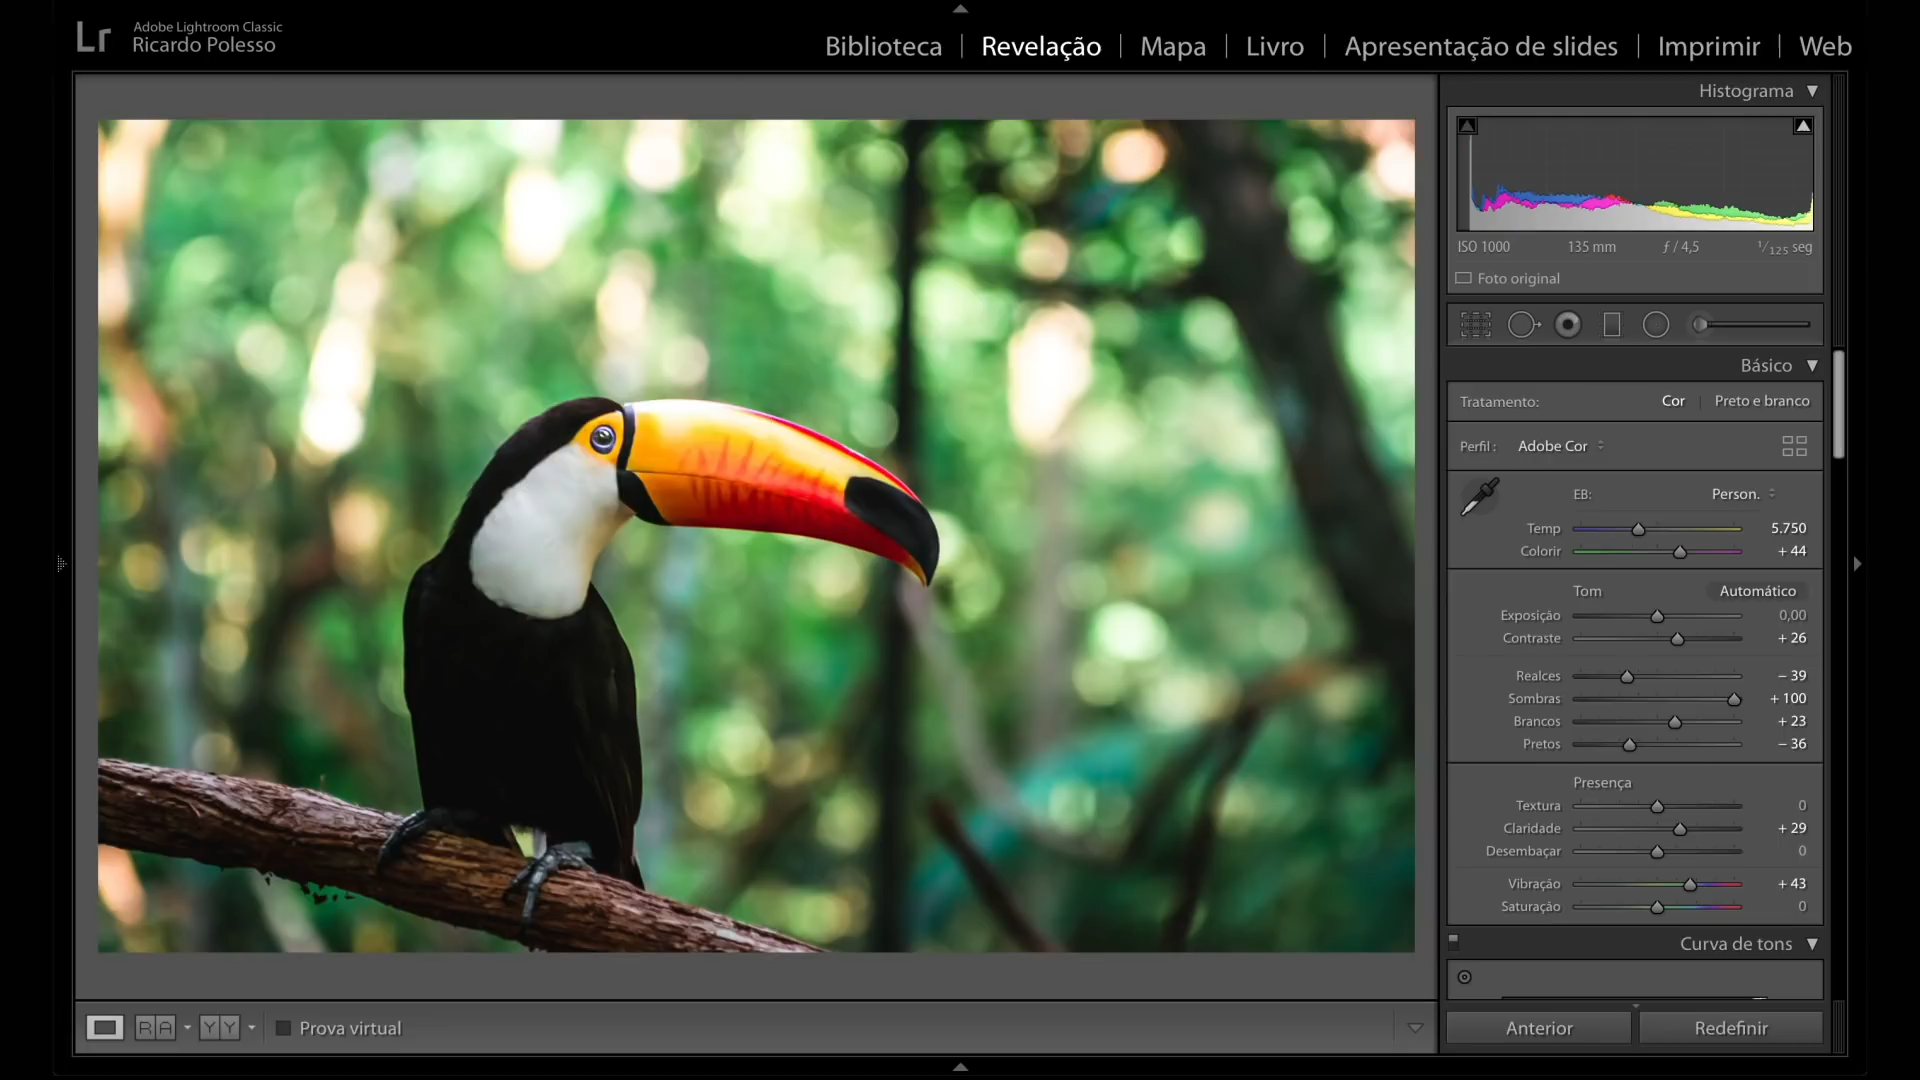 Lr
Adobe Lightroom Classic
Ricardo Polesso
Biblioteca | Revelação | Mapa | Livro | Apresentação de slides | Imprimir | Web
Histograma
ISO 1000 135 mm ƒ / 4,5 1/125 seg
Foto original
Básico
Tratamento: Cor | Preto e branco
Perfil : Adobe Cor
EB: Person.
Temp 5.750
Colorir + 44
Tom Automático
Exposição 0,00
Contraste + 26
Realces – 39
Sombras + 100
Brancos + 23
Pretos – 36
Presença
Textura 0
Claridade + 29
Desembaçar 0
Vibração + 43
Saturação 0
Curva de tons
R A Y Y Prova virtual
Anterior Redefinir